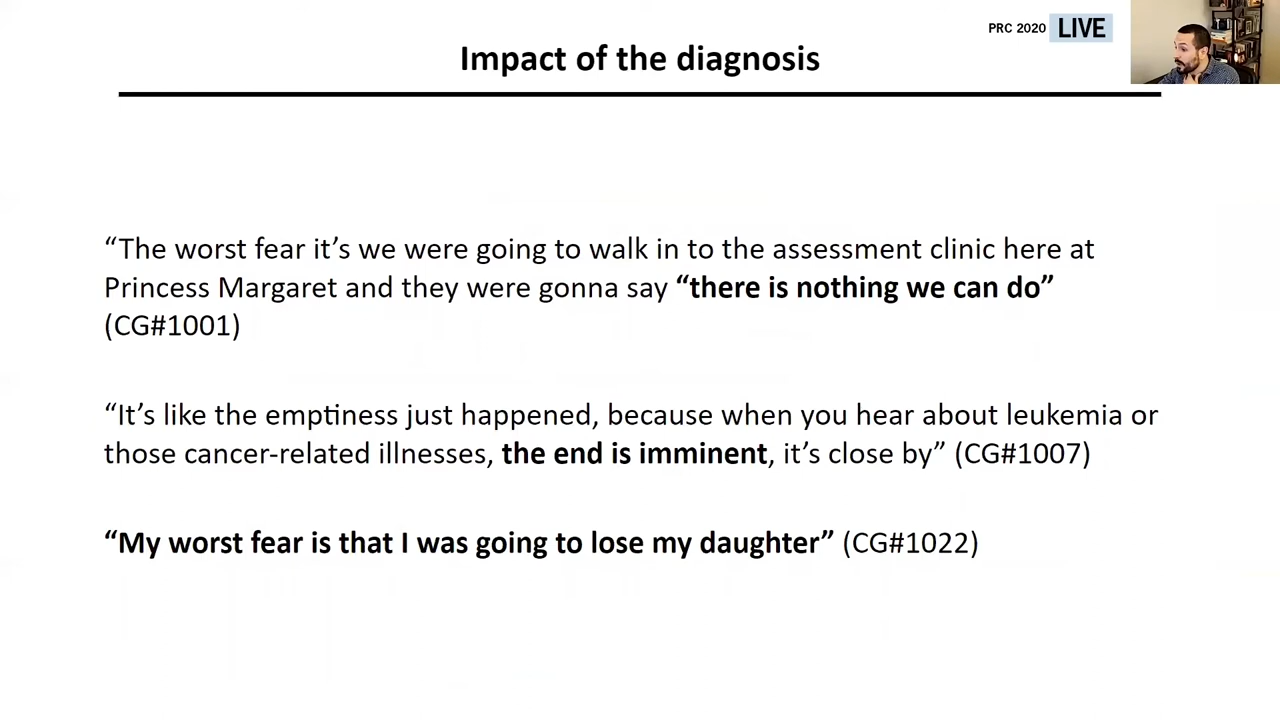 PRC 2020 LIVE
Impact of the diagnosis
“The worst fear it’s we were going to walk in to the assessment clinic here at
Princess Margaret and they were gonna say “there is nothing we can do”
(CG#1001)
“It’s like the emptiness just happened, because when you hear about leukemia or
those cancer-related illnesses, the end is imminent, it’s close by” (CG#1007)
“My worst fear is that I was going to lose my daughter” (CG#1022)